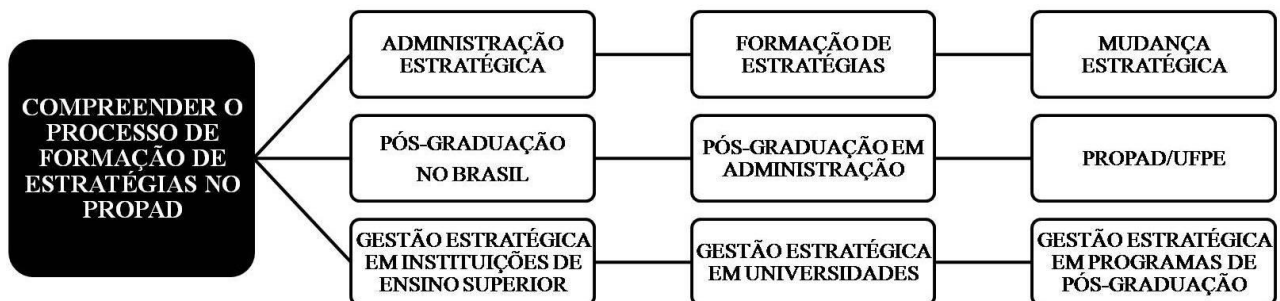 COMPREENDER O
PROCESSO DE
FORMAÇÃO DE
ESTRATÉGIAS NO
PROPAD
ADMINISTRAÇÃO
ESTRATÉGICA
FORMAÇÃO DE
ESTRATÉGIAS
MUDANÇA
ESTRATÉGICA
PÓS-GRADUAÇÃO
NO BRASIL
PÓS-GRADUAÇÃO EM
ADMINISTRAÇÃO
PROPAD/UFPE
GESTÃO ESTRATÉGICA
EM INSTITUIÇÕES DE
ENSINO SUPERIOR
GESTÃO ESTRATÉGICA
EM UNIVERSIDADES
GESTÃO ESTRATÉGICA
EM PROGRAMAS DE
PÓS-GRADUAÇÃO